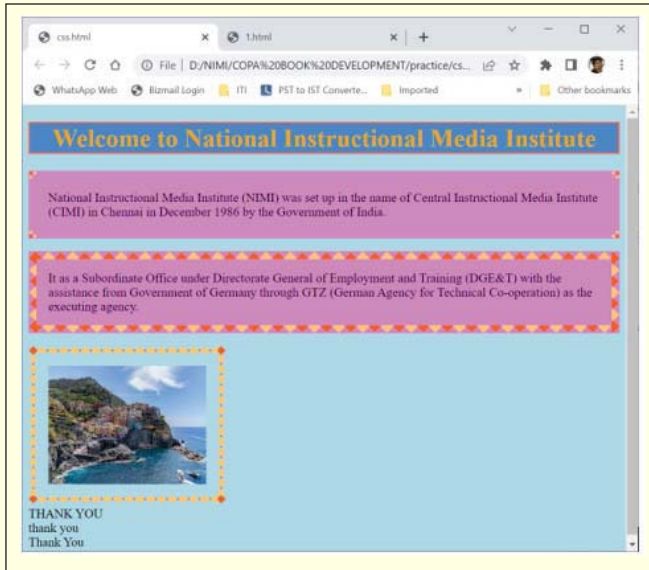 css.html
1.html
File D:/NIMI/COPA%20BOOK%20DEVELOPMENT/practice/cs...
WhatsApp Web Bizmail Login ITI PST to IST Converte... Imported » Other bookmarks
Welcome to National Instructional Media Institute
National Instructional Media Institute (NIMI) was set up in the name of Central Instructional Media Institute
(CIMI) in Chennai in December 1986 by the Government of India.
It as a Subordinate Office under Directorate General of Employment and Training (DGE&T) with the
assistance from Government of Germany through GTZ (German Agency for Technical Co-operation) as the
executing agency.
THANK YOU
thank you
Thank You